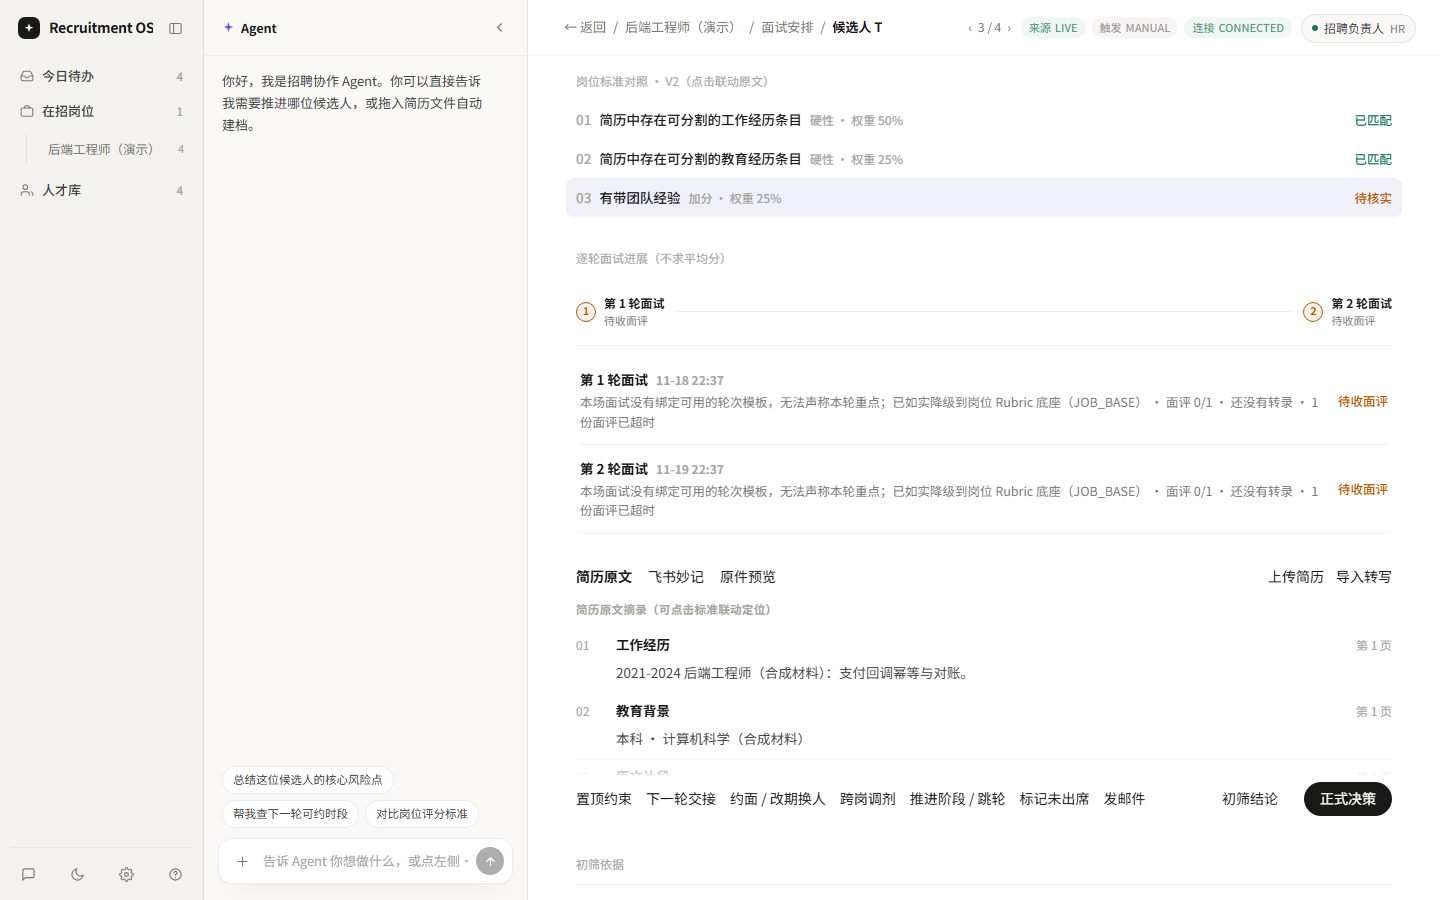 Recruitment OS
今日待办 4
在招岗位 1
后端工程师（演示） 4
人才库 4
Agent
你好，我是招聘协作 Agent。你可以直接告诉
我需要推进哪位候选人，或拖入简历文件自动
建档。
总结这位候选人的核心风险点
帮我查下一轮可约时段
对比岗位评分标准
告诉 Agent 你想做什么，或点左侧
← 返回 / 后端工程师（演示） / 面试安排 / 候选人 T
‹ 3 / 4 ›
来源 LIVE
触发 MANUAL
连接 CONNECTED
招聘负责人 HR
岗位标准对照 · V2（点击联动原文）
01 简历中存在可分割的工作经历条目 硬性 · 权重 50% 已匹配
02 简历中存在可分割的教育经历条目 硬性 · 权重 25% 已匹配
03 有带团队经验 加分 · 权重 25% 待核实
逐轮面试进展（不求平均分）
1 第 1 轮面试
待收面评
2 第 2 轮面试
待收面评
第 1 轮面试 11-18 22:37
本场面试没有绑定可用的轮次模板，无法声称本轮重点；已如实降级到岗位 Rubric 底座（JOB_BASE） · 面评 0/1 · 还没有转录 · 1
份面评已超时
待收面评
第 2 轮面试 11-19 22:37
本场面试没有绑定可用的轮次模板，无法声称本轮重点；已如实降级到岗位 Rubric 底座（JOB_BASE） · 面评 0/1 · 还没有转录 · 1
份面评已超时
待收面评
简历原文 飞书妙记 原件预览 上传简历 导入转写
简历原文摘录（可点击标准联动定位）
01 工作经历 第 1 页
2021-2024 后端工程师（合成材料）：支付回调幂等与对账。
02 教育背景 第 1 页
本科 · 计算机科学（合成材料）
置顶约束 下一轮交接 约面 / 改期换人 跨岗调剂 推进阶段 / 跳轮 标记未出席 发邮件 初筛结论 正式决策
初筛依据